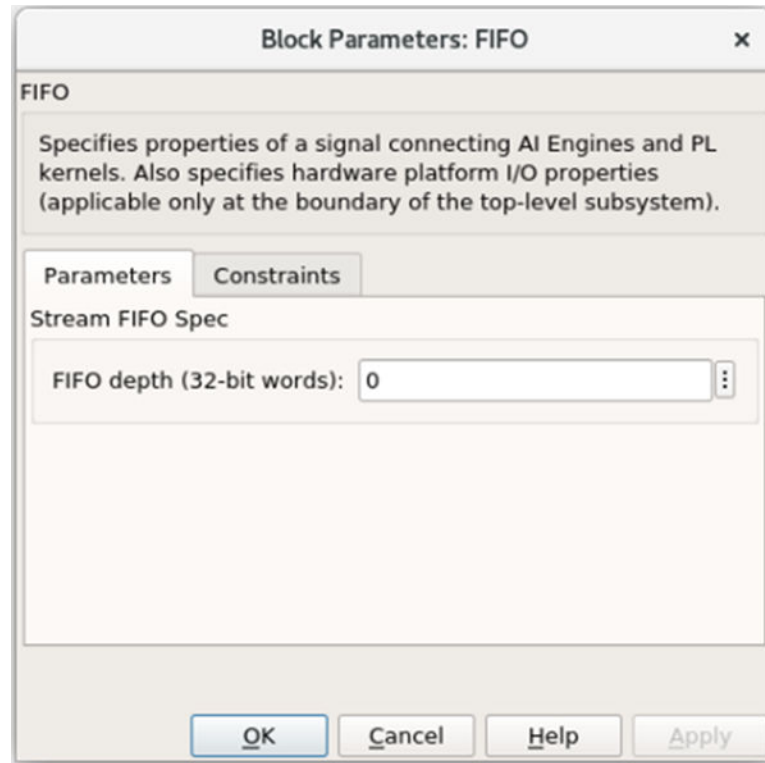 Block Parameters: FIFO ×
FIFO
Specifies properties of a signal connecting AI Engines and PL
kernels. Also specifies hardware platform I/O properties
(applicable only at the boundary of the top-level subsystem).
Parameters Constraints
Stream FIFO Spec
FIFO depth (32-bit words): 0
OK Cancel Help Apply